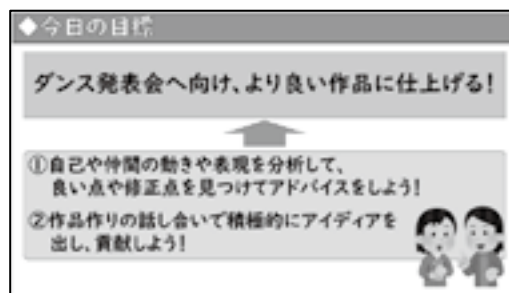 ◆今日の目標
ダンス発表会へ向け、より良い作品に仕上げる!
①自己や仲間の動きや表現を分析して、
良い点や修正点を見つけてアドバイスをしよう!
②作品作りの話し合いで積極的にアイディアを
出し、貢献しよう!